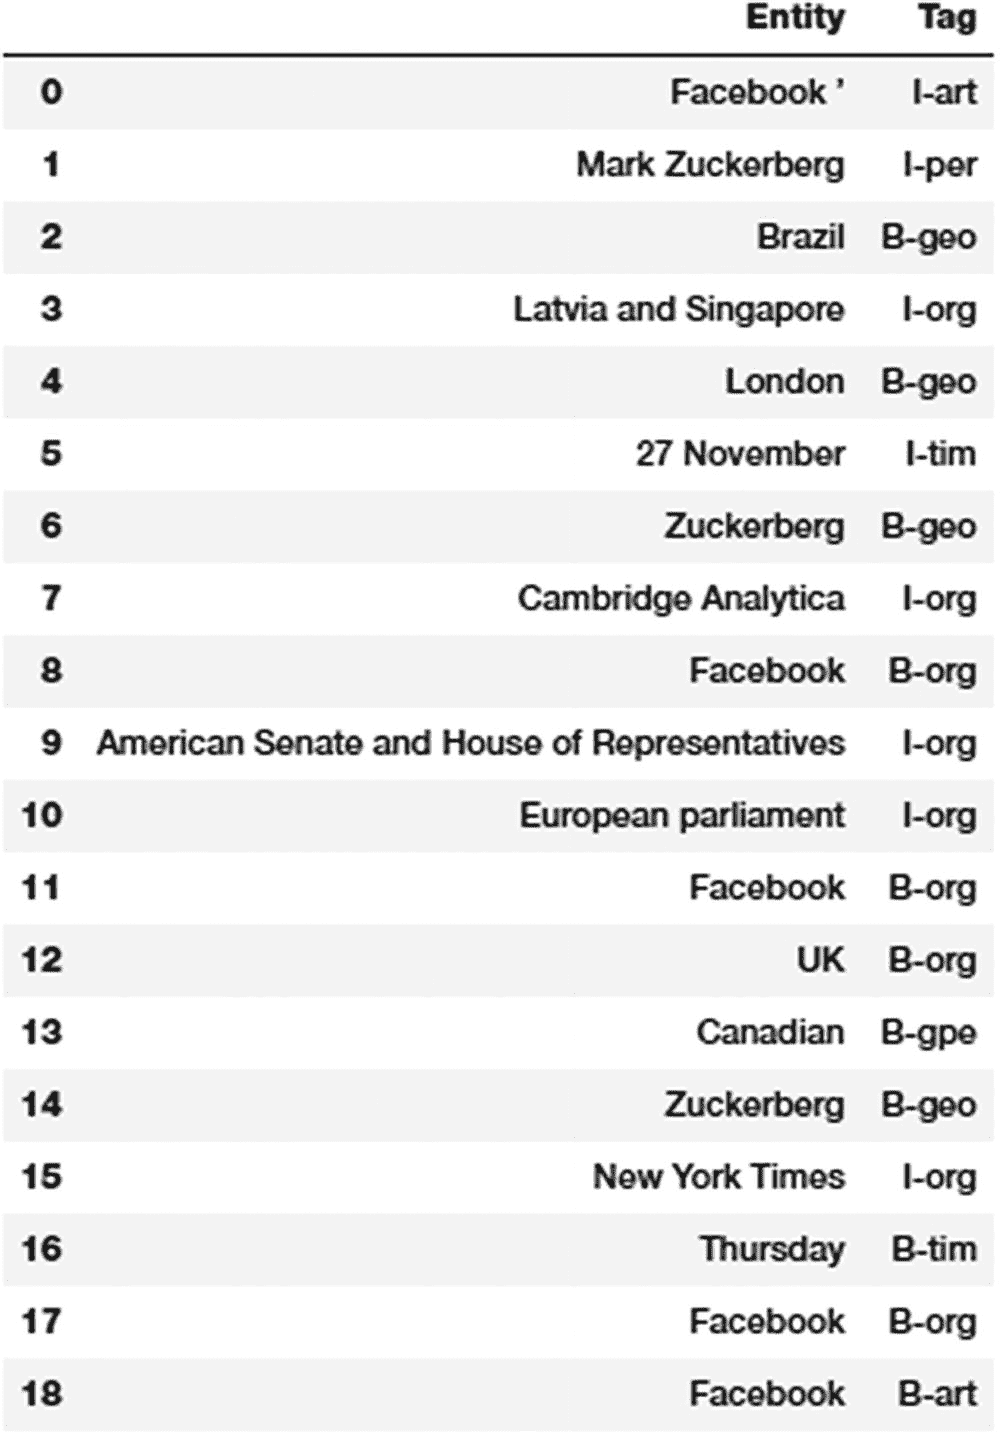 Entity Tag
0 Facebook ’ I-art
1 Mark Zuckerberg I-per
2 Brazil B-geo
3 Latvia and Singapore I-org
4 London B-geo
5 27 November I-tim
6 Zuckerberg B-geo
7 Cambridge Analytica I-org
8 Facebook B-org
9 American Senate and House of Representatives I-org
10 European parliament I-org
11 Facebook B-org
12 UK B-org
13 Canadian B-gpe
14 Zuckerberg B-geo
15 New York Times I-org
16 Thursday B-tim
17 Facebook B-org
18 Facebook B-art